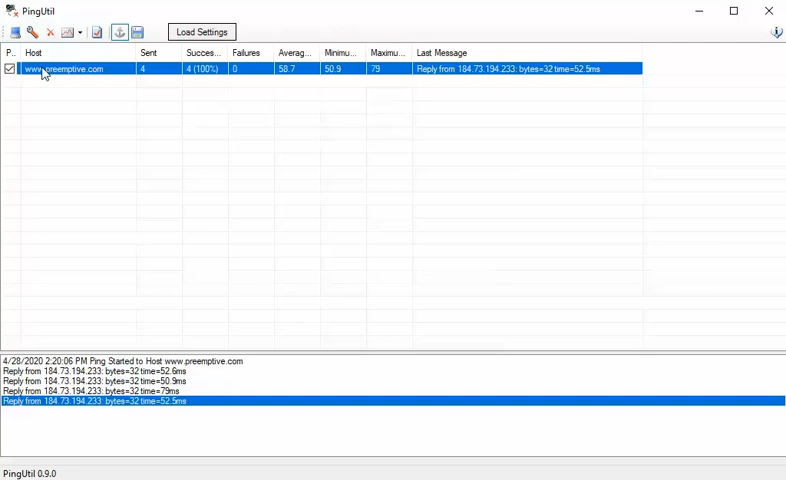 PingUtil
Load Settings
P... Host Sent Succes... Failures Averag... Minimu... Maximu... Last Message
www.preemptive.com 4 4 (100%) 0 58.7 50.9 79 Reply from 184.73.194.233: bytes=32 time=52.5ms
4/28/2020 2:20:06 PM Ping Started to Host www.preemptive.com
Reply from 184.73.194.233: bytes=32 time=52.6ms
Reply from 184.73.194.233: bytes=32 time=50.9ms
Reply from 184.73.194.233: bytes=32 time=79ms
Reply from 184.73.194.233: bytes=32 time=52.5ms
PingUtil 0.9.0